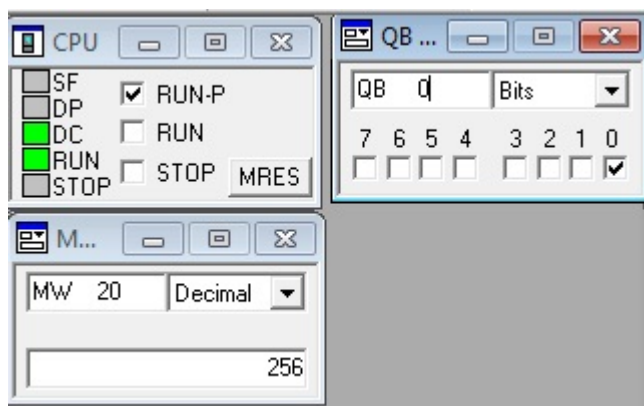 CPU
SF
DP
DC
RUN
STOP
RUN-P
RUN
STOP
MRES
QB ...
QB 0
Bits
7 6 5 4 3 2 1 0
M...
MW 20
Decimal
256